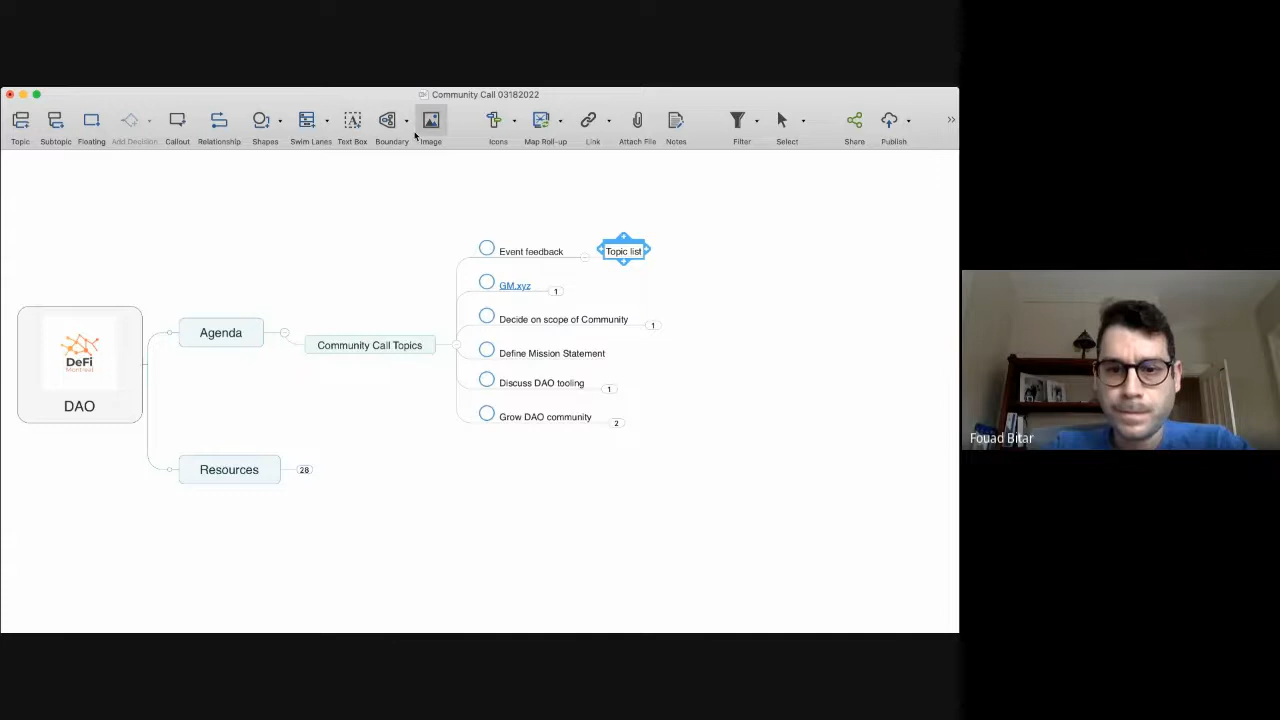 Community Call 03182022
Topic
Subtopic
Floating
Add Decision
Callout
Relationship
Shapes
Swim Lanes
Text Box
Boundary
Image
Icons
Map Roll-up
Link
Attach File
Notes
Filter
Select
Share
Publish
Event feedback
Topic list
GM.xyz
1
Decide on scope of Community
1
Define Mission Statement
Discuss DAO tooling
1
Grow DAO community
2
Agenda
Community Call Topics
DeFi
Montreal
DAO
Resources
28
Fouad Bitar